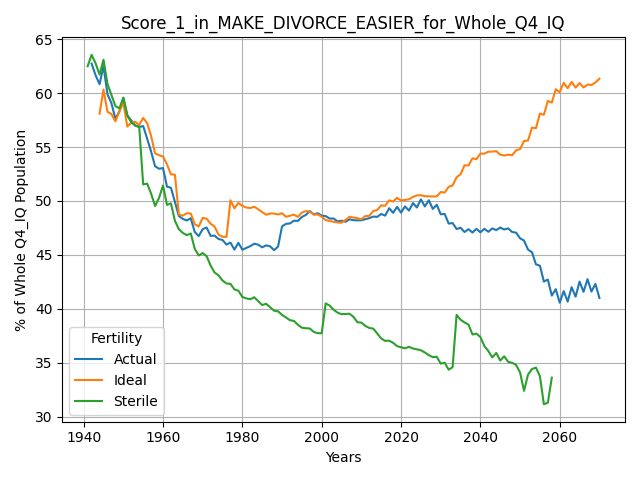 Score_1_in_MAKE_DIVORCE_EASIER_for_Whole_Q4_IQ
% of Whole Q4_IQ Population
65
60
55
50
45
40
35
30
Fertility
Actual
Ideal
Sterile
1940 1960 1980 2000 2020 2040 2060
Years